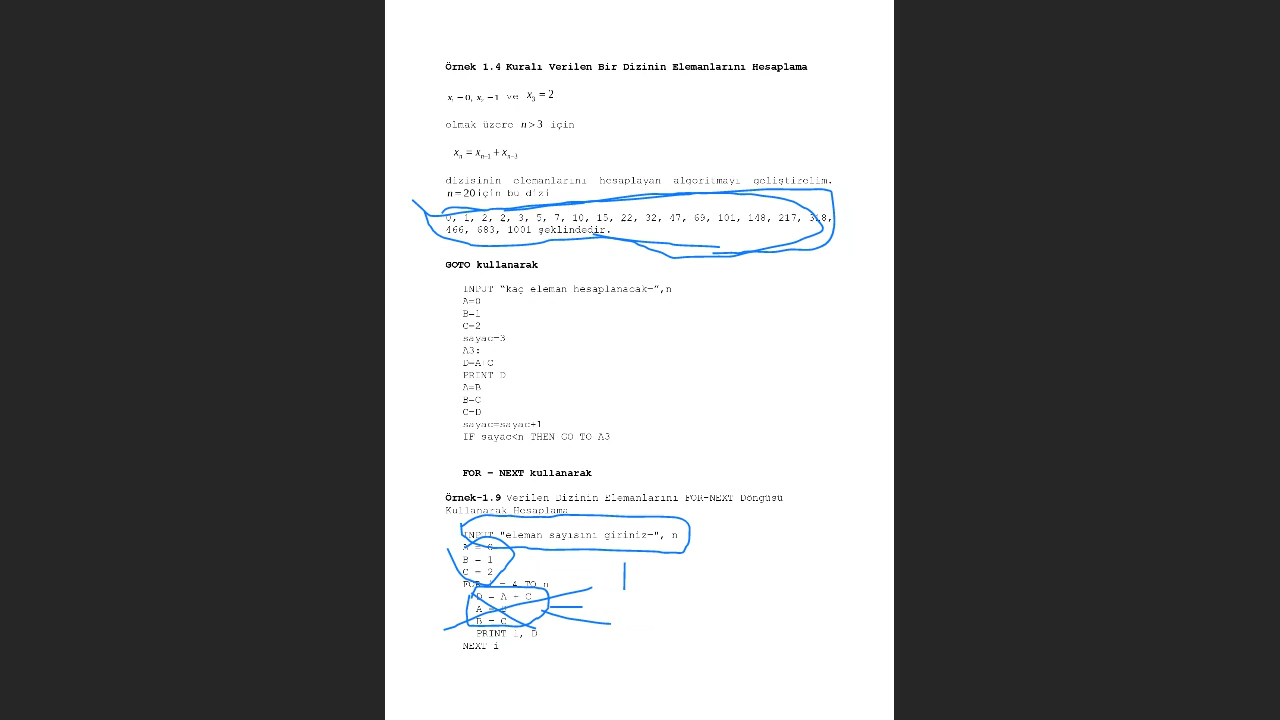 Örnek 1.4 Kuralı Verilen Bir Dizinin Elemanlarını Hesaplama
x₁ = 0, x₂ = 1 ve x₃ = 2
olmak üzere n > 3 için
xₙ = xₙ₋₁ + xₙ₋₃
dizisinin elemanlarını hesaplayan algoritmayı geliştirelim.
n = 20 için bu dizi
0, 1, 2, 2, 3, 5, 7, 10, 15, 22, 32, 47, 69, 101, 148, 217, 318,
466, 683, 1001 şeklindedir.
GOTO kullanarak
INPUT “kaç eleman hesaplanacak=”,n
A=0
B=1
C=2
sayac=3
A3:
D=A+C
PRINT D
A=B
B=C
C=D
sayac=sayac+1
IF sayac<n THEN GO TO A3
FOR – NEXT kullanarak
Örnek-1.9 Verilen Dizinin Elemanlarını FOR-NEXT Döngüsü
Kullanarak Hesaplama
INPUT "eleman sayısını giriniz=", n
A = 0
B = 1
C = 2
FOR i = 4 TO n
D = A + C
A =
B = C
PRINT i, D
NEXT i